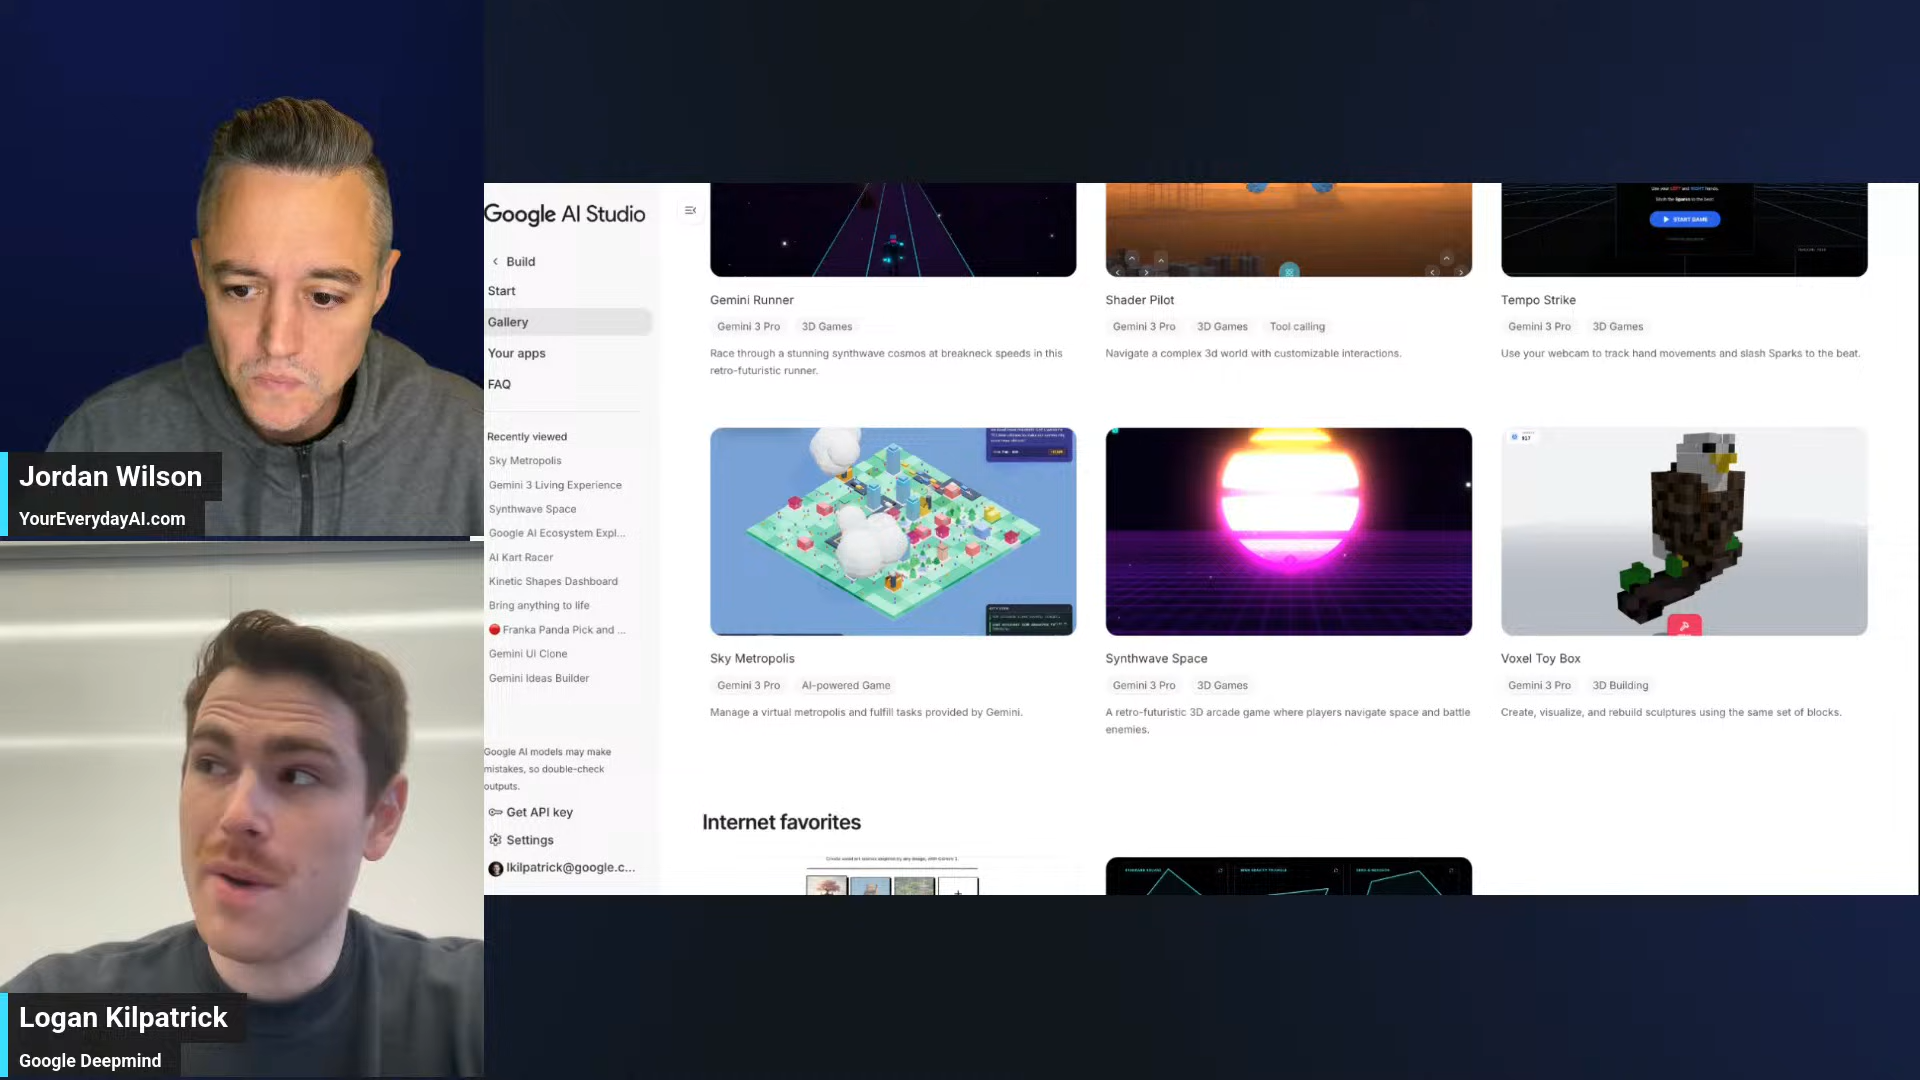 Jordan Wilson
YourEverydayAI.com
Logan Kilpatrick
Google Deepmind
Google AI Studio
Build
Start
Gallery
Your apps
FAQ
Recently viewed
Sky Metropolis
Gemini 3 Living Experience
Synthwave Space
Google AI Ecosystem Expl...
AI Kart Racer
Kinetic Shapes Dashboard
Bring anything to life
Franka Panda Pick and ...
Gemini UI Clone
Gemini Ideas Builder
Google AI models may make
mistakes, so double-check
outputs.
Get API key
Settings
lkilpatrick@google.c...
Gemini Runner
Gemini 3 Pro 3D Games
Race through a stunning synthwave cosmos at breakneck speeds in this
retro-futuristic runner.
Shader Pilot
Gemini 3 Pro 3D Games Tool calling
Navigate a complex 3d world with customizable interactions.
START GAME
Tempo Strike
Gemini 3 Pro 3D Games
Use your webcam to track hand movements and slash Sparks to the beat.
Sky Metropolis
Gemini 3 Pro AI-powered Game
Manage a virtual metropolis and fulfill tasks provided by Gemini.
Synthwave Space
Gemini 3 Pro 3D Games
A retro-futuristic 3D arcade game where players navigate space and battle
enemies.
Voxel Toy Box
Gemini 3 Pro 3D Building
Create, visualize, and rebuild sculptures using the same set of blocks.
Internet favorites